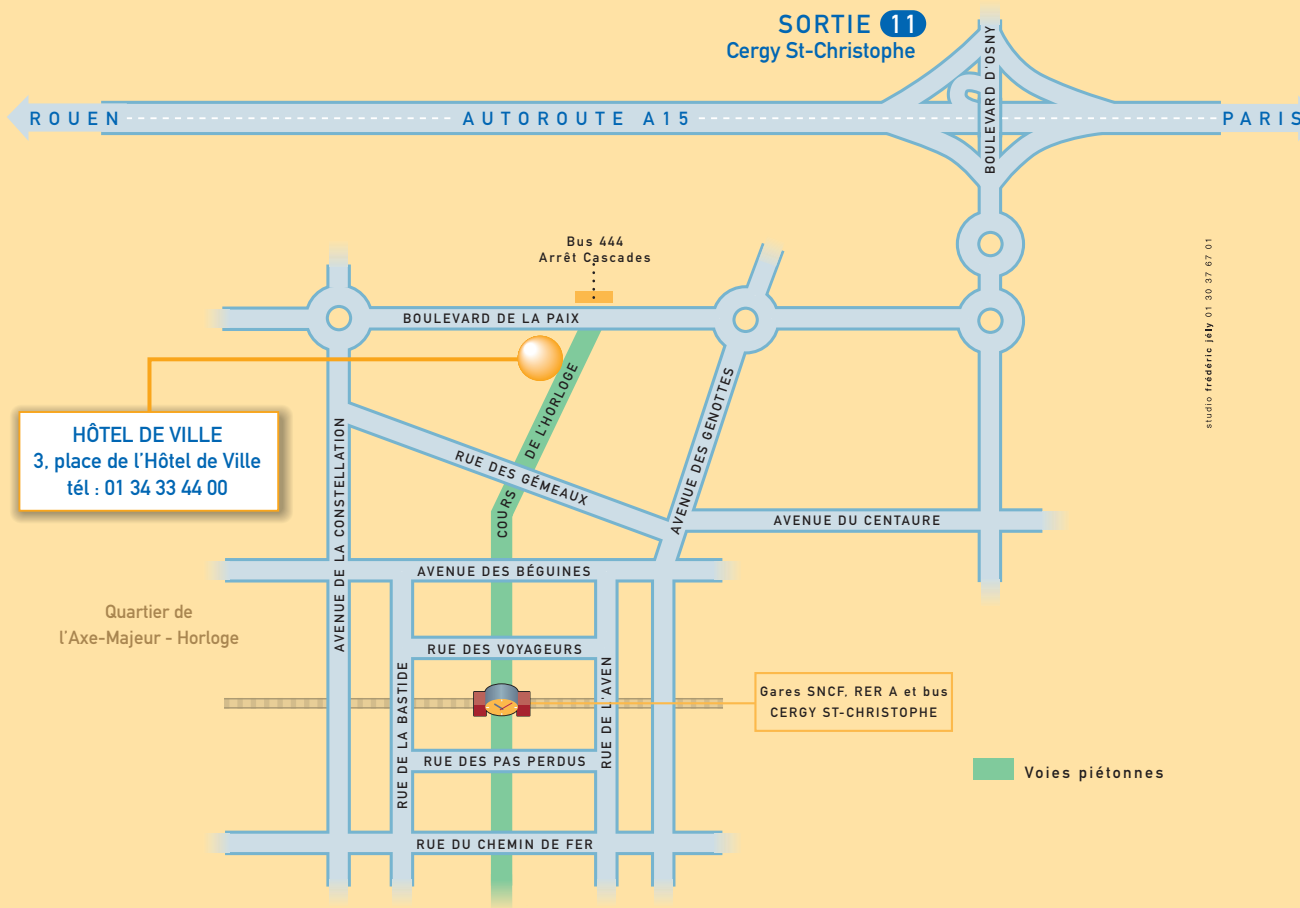 SORTIE 11
Cergy St-Christophe
BOULEVARD D'OSNY
ROUEN
AUTOROUTE A15
PARIS
Bus 444
Arrêt Cascades
BOULEVARD DE LA PAIX
studio frédéric jély 01 30 37 67 01
HÔTEL DE VILLE
3, place de l'Hôtel de Ville
tél : 01 34 33 44 00
COURS DE L'HORLOGE
RUE DES GÉMEAUX
AVENUE DES GENOTTES
AVENUE DE LA CONSTELLATION
AVENUE DU CENTAURE
AVENUE DES BÉGUINES
Quartier de
l'Axe-Majeur - Horloge
RUE DES VOYAGEURS
RUE DE LA BASTIDE
RUE DE L'AVEN
Gares SNCF, RER A et bus
CERGY ST-CHRISTOPHE
RUE DES PAS PERDUS
Voies piétonnes
RUE DU CHEMIN DE FER